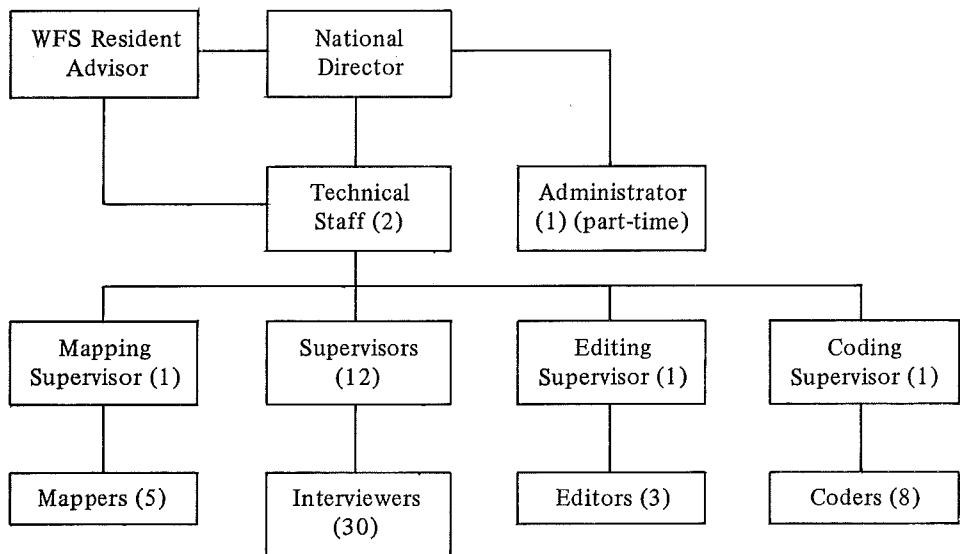 WFS Resident
Advisor
National
Director
Technical
Staff (2)
Administrator
(1) (part-time)
Mapping
Supervisor (1)
Supervisors
(12)
Editing
Supervisor (1)
Coding
Supervisor (1)
Mappers (5)
Interviewers
(30)
Editors (3)
Coders (8)